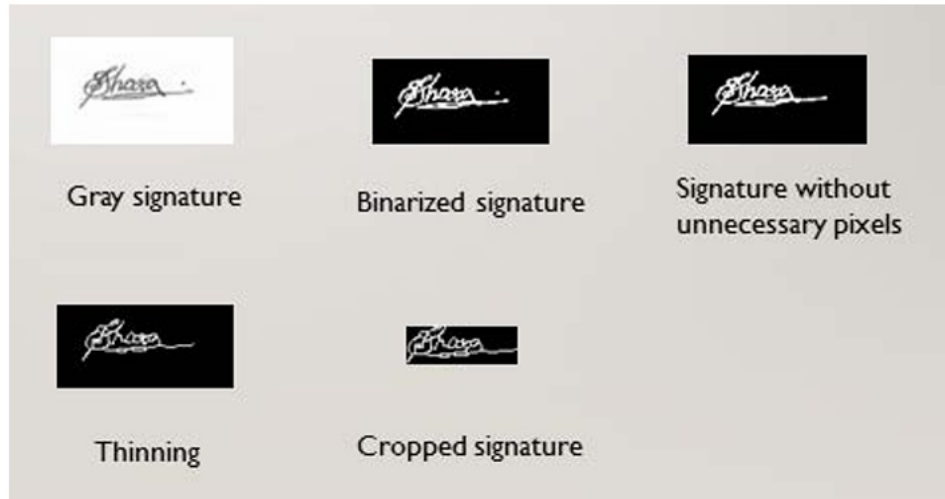 Gray signature
Binarized signature
Signature without
unnecessary pixels
Thinning
Cropped signature